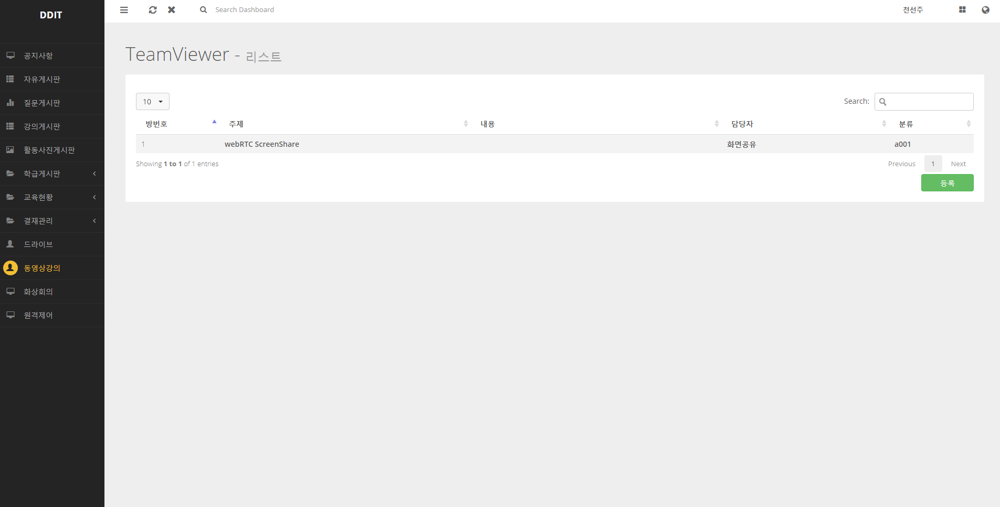 DDIT
Search Dashboard
천선주
공지사항
자유게시판
질문게시판
강의게시판
활동사진게시판
학급게시판
교육현황
결재관리
드라이브
동영상강의
화상회의
원격제어
TeamViewer - 리스트
10
Search:
방번호 주제 내용 담당자 분류
1 webRTC ScreenShare 화면공유 a001
Showing 1 to 1 of 1 entries
Previous 1 Next
등록